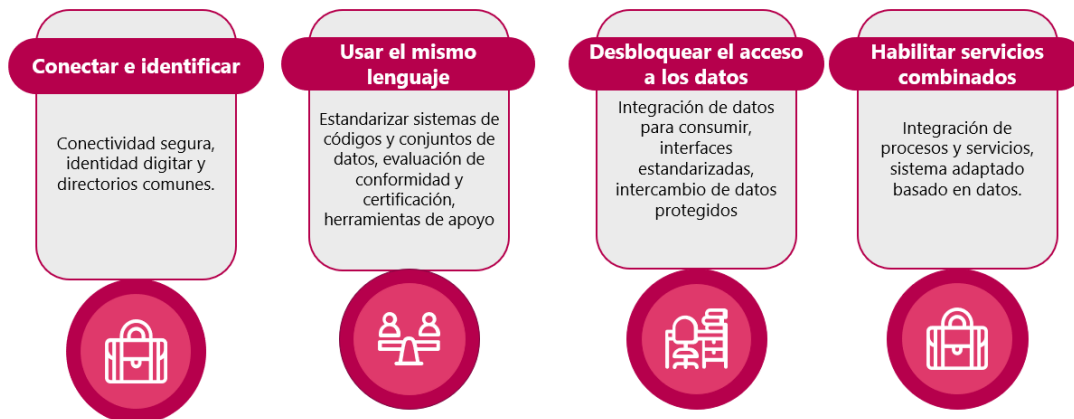 Conectar e identificar
Conectividad segura,
identidad digitar y
directorios comunes.
Usar el mismo
lenguaje
Estandarizar sistemas de
códigos y conjuntos de
datos, evaluación de
conformidad y
certificación,
herramientas de apoyo
Desbloquear el acceso
a los datos
Integración de datos
para consumir,
interfaces
estandarizadas,
intercambio de datos
protegidos
Habilitar servicios
combinados
Integración de
procesos y servicios,
sistema adaptado
basado en datos.